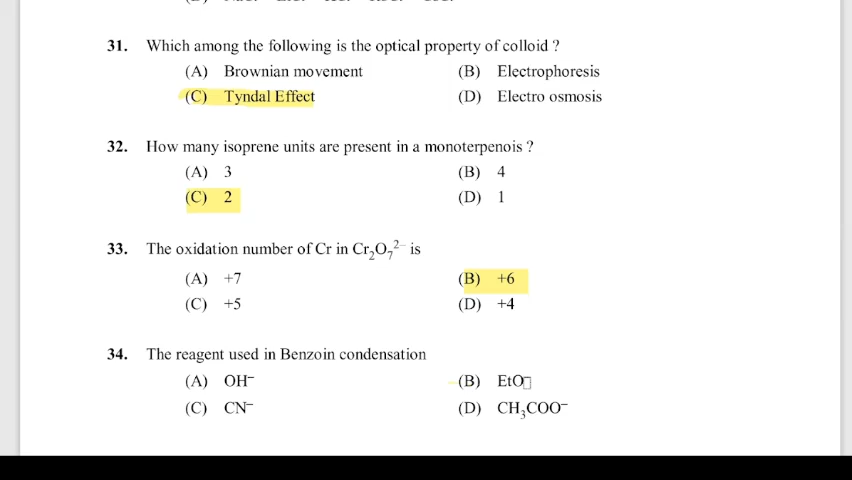 31. Which among the following is the optical property of colloid ?
(A) Brownian movement (B) Electrophoresis
(C) Tyndal Effect (D) Electro osmosis
32. How many isoprene units are present in a monoterpenois ?
(A) 3 (B) 4
(C) 2 (D) 1
33. The oxidation number of Cr in Cr₂O₇²⁻ is
(A) +7 (B) +6
(C) +5 (D) +4
34. The reagent used in Benzoin condensation
(A) OH⁻ (B) EtO
(C) CN⁻ (D) CH₃COO⁻